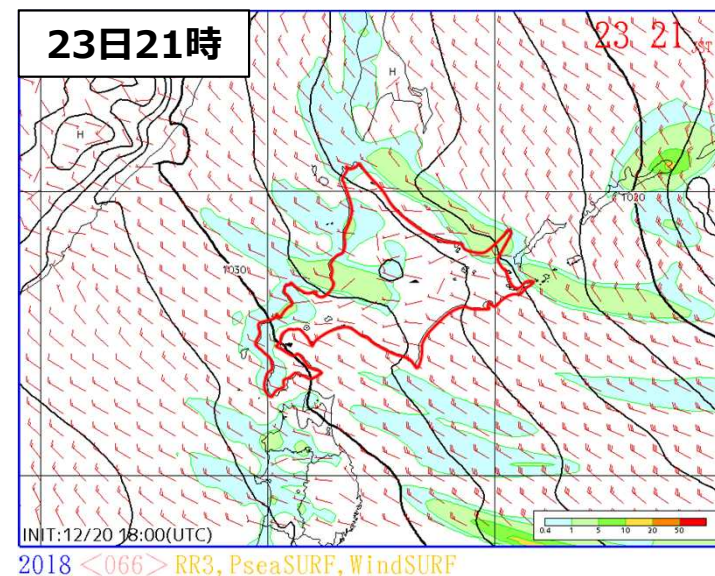 23日21時
23 21 JST
H
H
1020
1030
INIT:12/20 18:00(UTC)
0.4 1 5 10 20 50
2018 <066> RR3,PseaSURF,WindSURF